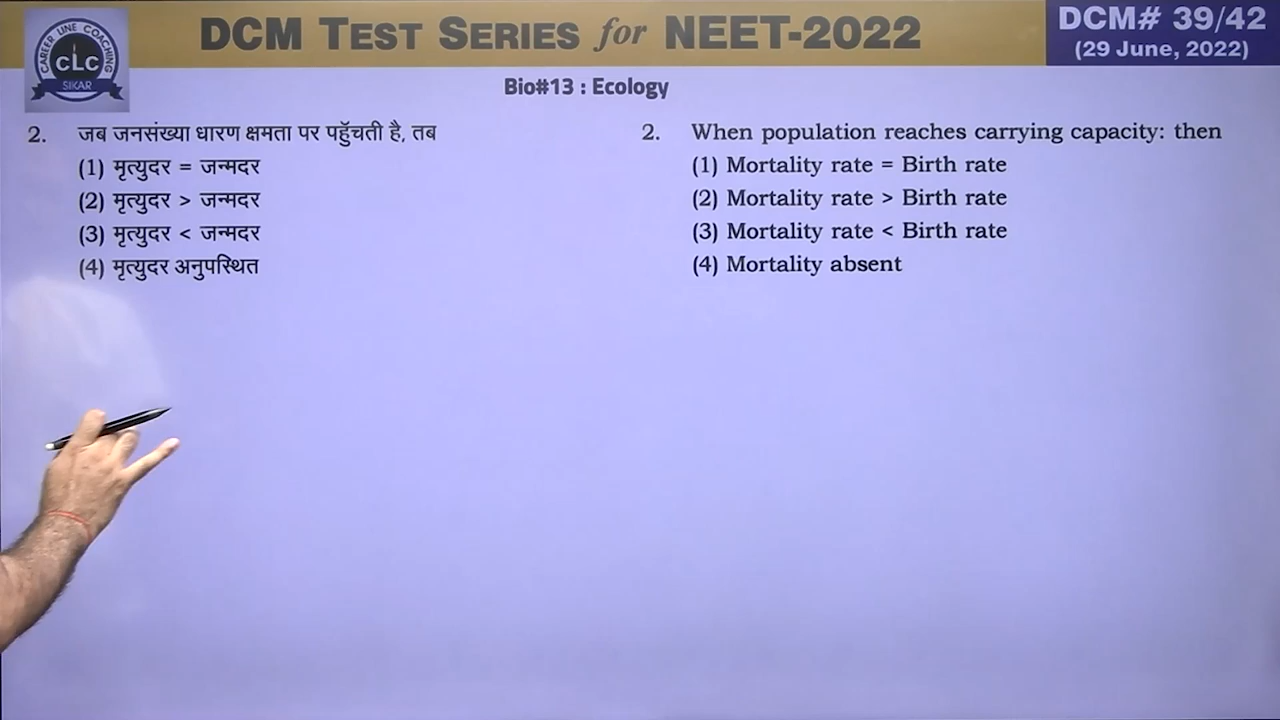 CAREER LINE COACHING
CLC
SIKAR
DCM TEST SERIES for NEET-2022
DCM# 39/42
(29 June, 2022)
Bio#13 : Ecology
2. जब जनसंख्या धारण क्षमता पर पहुँचती है, तब
(1) मृत्युदर = जन्मदर
(2) मृत्युदर > जन्मदर
(3) मृत्युदर < जन्मदर
(4) मृत्युदर अनुपस्थित
2. When population reaches carrying capacity: then
(1) Mortality rate = Birth rate
(2) Mortality rate > Birth rate
(3) Mortality rate < Birth rate
(4) Mortality absent